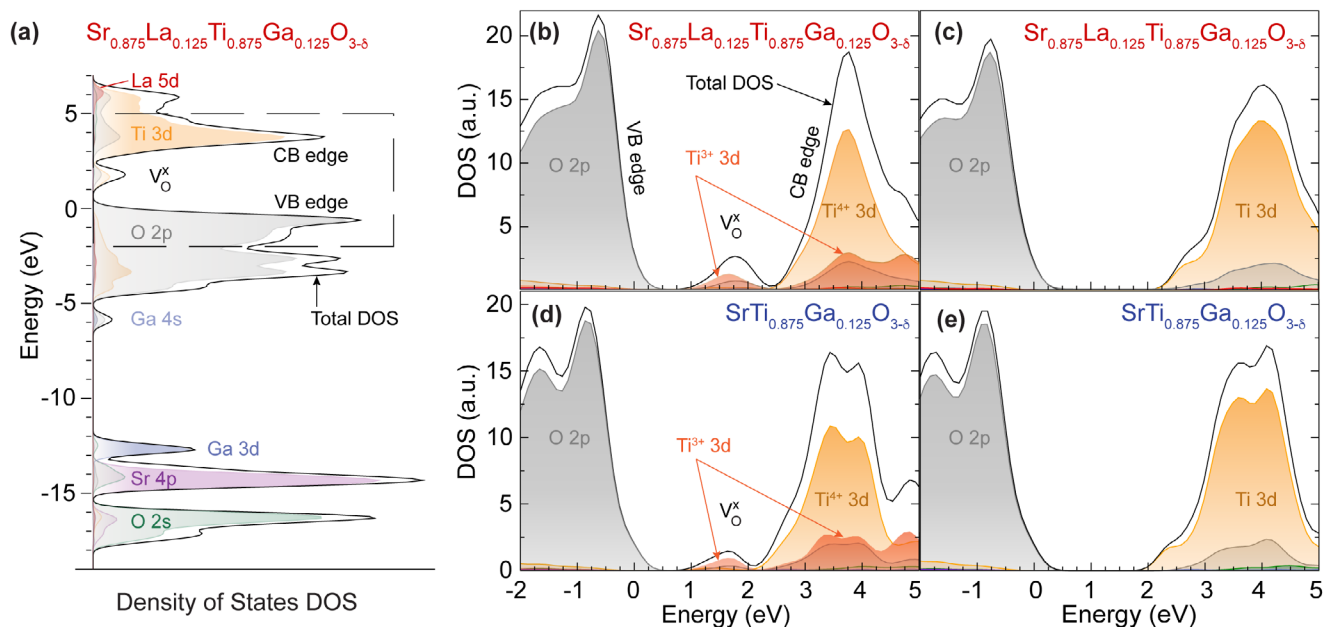 (a)
Sr₀.₈₇₅La₀.₁₂₅Ti₀.₈₇₅Ga₀.₁₂₅O₃₋δ
La 5d
5
Ti 3d
CB edge
V_O^x
0
VB edge
O 2p
-5
Total DOS
Ga 4s
Energy (eV)
-10
Ga 3d
Sr 4p
-15
O 2s
Density of States DOS
(b)
Sr₀.₈₇₅La₀.₁₂₅Ti₀.₈₇₅Ga₀.₁₂₅O₃₋δ
20
15
10
5
0
DOS (a.u.)
O 2p
VB edge
Total DOS
CB edge
Ti³⁺ 3d
V_O^x
Ti⁴⁺ 3d
(c)
Sr₀.₈₇₅La₀.₁₂₅Ti₀.₈₇₅Ga₀.₁₂₅O₃₋δ
O 2p
Ti 3d
(d)
SrTi₀.₈₇₅Ga₀.₁₂₅O₃₋δ
20
15
10
5
0
DOS (a.u.)
O 2p
Ti³⁺ 3d
V_O^x
Ti⁴⁺ 3d
-2 -1 0 1 2 3 4 5
Energy (eV)
(e)
SrTi₀.₈₇₅Ga₀.₁₂₅O₃₋δ
O 2p
Ti 3d
-1 0 1 2 3 4 5
Energy (eV)